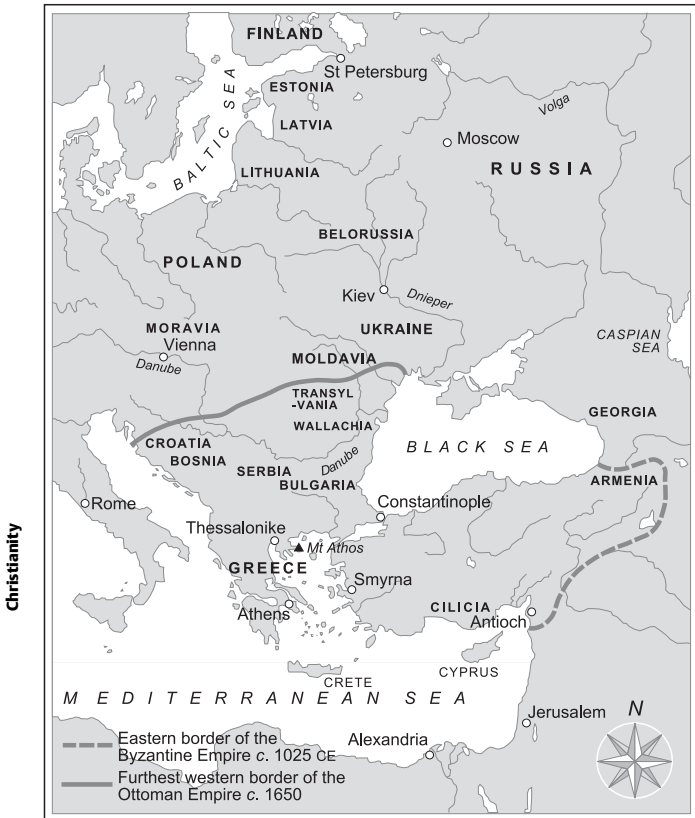 Christianity
FINLAND
St Petersburg
ESTONIA
BALTIC SEA
LATVIA
Volga
Moscow
LITHUANIA
RUSSIA
BELORUSSIA
POLAND
Kiev
Dnieper
MORAVIA
UKRAINE
Vienna
CASPIAN
SEA
Danube
MOLDAVIA
TRANSYL
-VANIA
GEORGIA
WALLACHIA
CROATIA
BLACK SEA
BOSNIA
SERBIA
Danube
ARMENIA
BULGARIA
Rome
Constantinople
Thessalonike
Mt Athos
GREECE
Smyrna
Athens
CILICIA
Antioch
CYPRUS
CRETE
MEDITERRANEAN SEA
Jerusalem
N
Alexandria
Eastern border of the
Byzantine Empire c. 1025 CE
Furthest western border of the
Ottoman Empire c. 1650